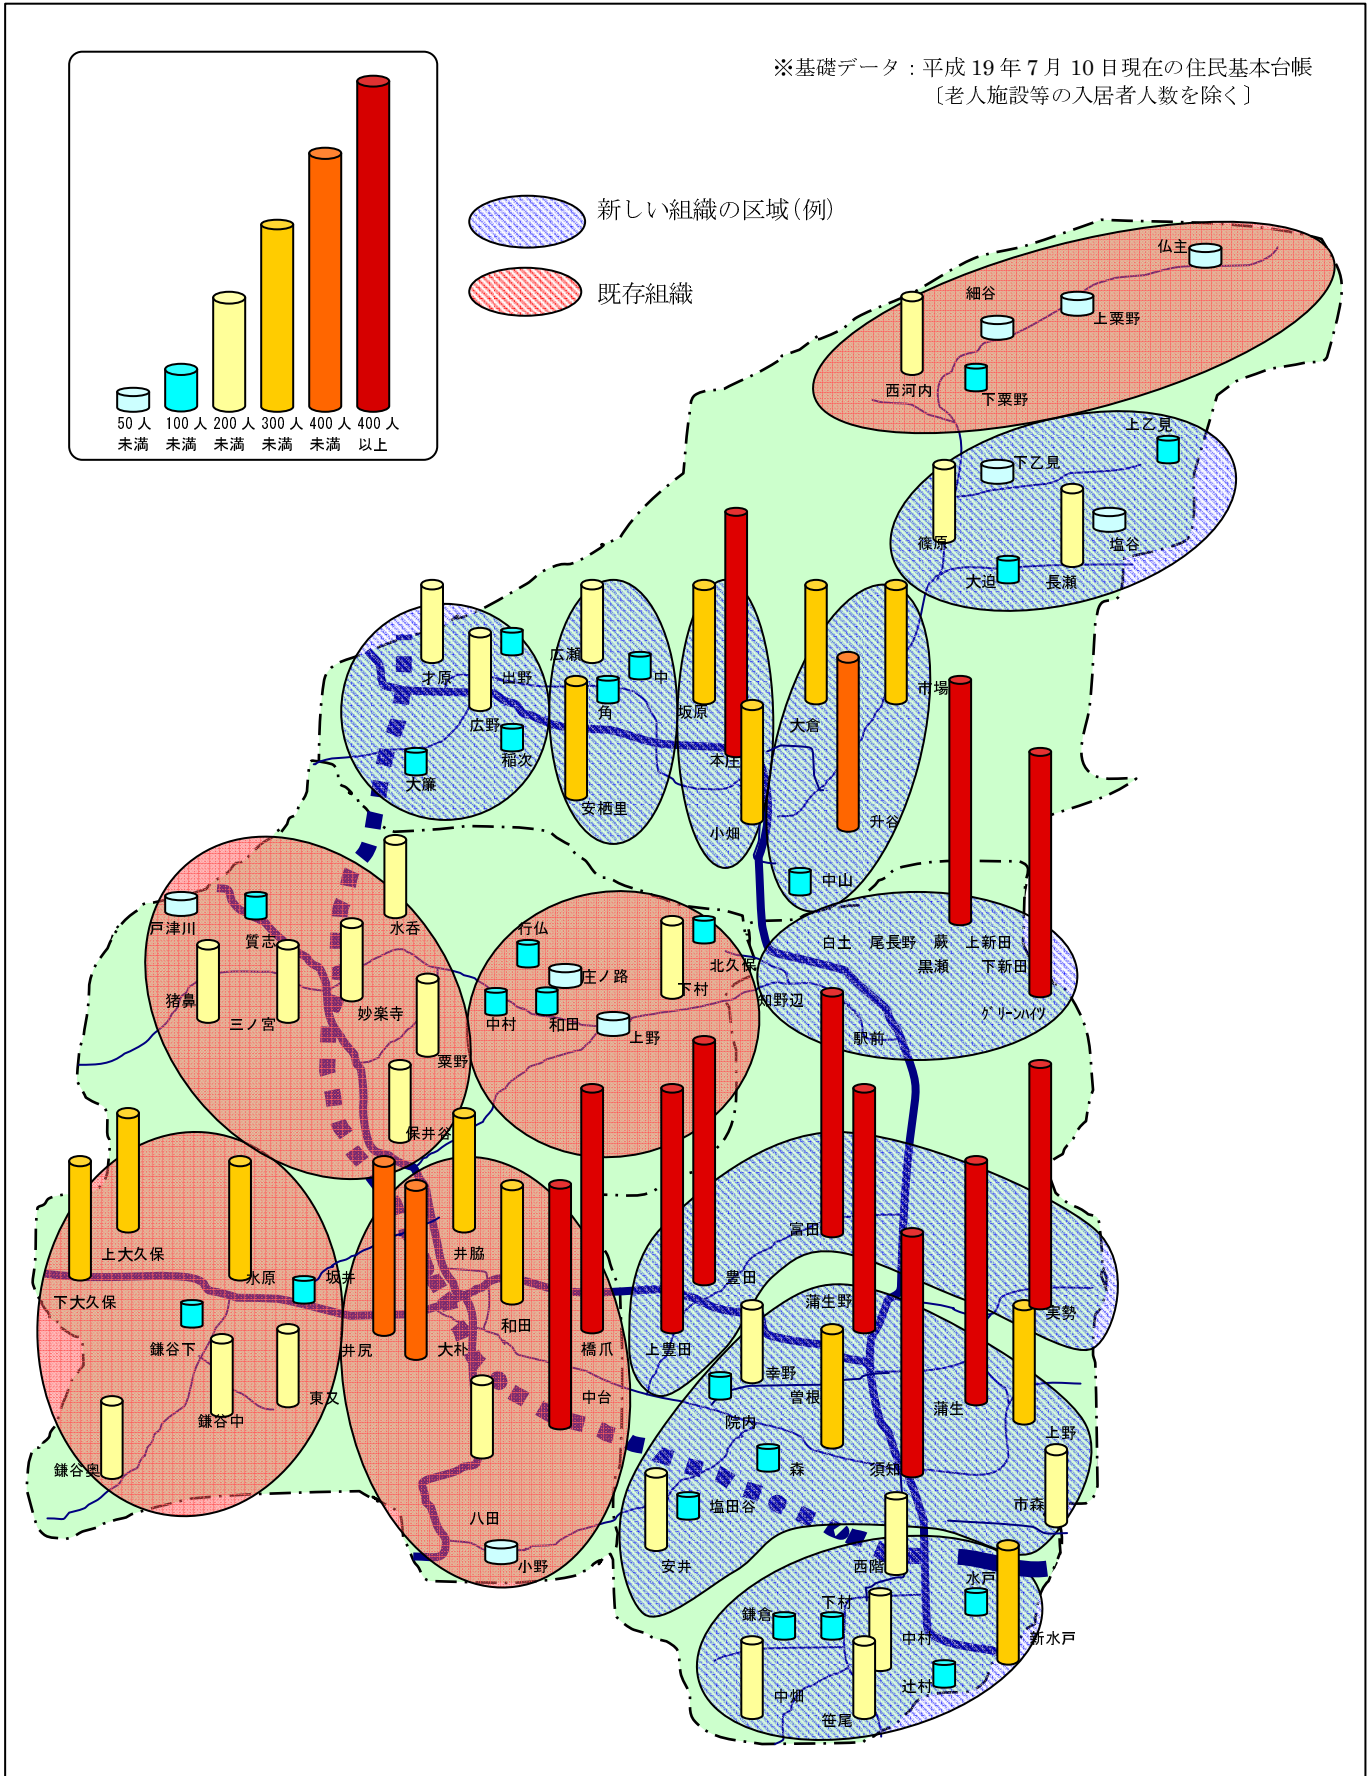 ※基礎データ：平成19年7月10日現在の住民基本台帳
〔老人施設等の入居者人数を除く〕
新しい組織の区域(例)
既存組織
50人 100人 200人 300人 400人 400人
未満 未満 未満 未満 未満 以上
仏主
細谷
上粟野
西河内
下粟野
上乙見
下乙見
篠原
塩谷
大迫
長瀬
広瀬
才原
出野
中
角
坂原
市場
広野
大倉
稲次
本庄
大簾
安栖里
升谷
小畑
中山
戸津川
質志
水呑
行仏
白土 尾長野 蕨 上新田
北久保
黒瀬
下新田
庄ノ路
下村
猪鼻
三ノ宮
妙楽寺
中村
和田
知野辺
グリーンハイツ
上野
駅前
粟野
保井谷
富田
上大久保
井脇
水原
坂井
豊田
下大久保
蒲生野
実勢
和田
鎌谷下
井尻
大朴
橋爪
上豊田
幸野
東又
中台
曽根
鎌谷中
蒲生
院内
上野
鎌谷奥
森
須知
塩田谷
市森
八田
小野
安井
西階
水戸
下村
鎌倉
中村
新水戸
辻村
中畑
笹尾